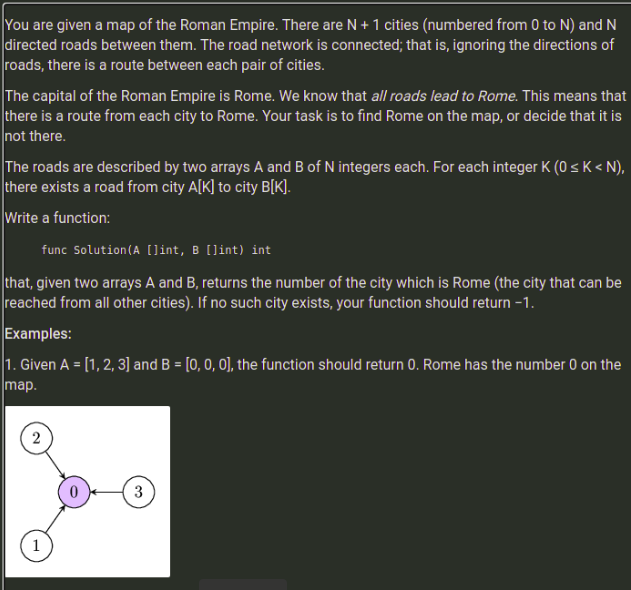 You are given a map of the Roman Empire. There are N + 1 cities (numbered from 0 to N) and N
directed roads between them. The road network is connected; that is, ignoring the directions of
roads, there is a route between each pair of cities.
The capital of the Roman Empire is Rome. We know that all roads lead to Rome. This means that
there is a route from each city to Rome. Your task is to find Rome on the map, or decide that it is
not there.
The roads are described by two arrays A and B of N integers each. For each integer K (0 ≤ K < N),
there exists a road from city A[K] to city B[K].
Write a function:
func Solution(A []int, B []int) int
that, given two arrays A and B, returns the number of the city which is Rome (the city that can be
reached from all other cities). If no such city exists, your function should return −1.
Examples:
1. Given A = [1, 2, 3] and B = [0, 0, 0], the function should return 0. Rome has the number 0 on the
map.
2
0
3
1